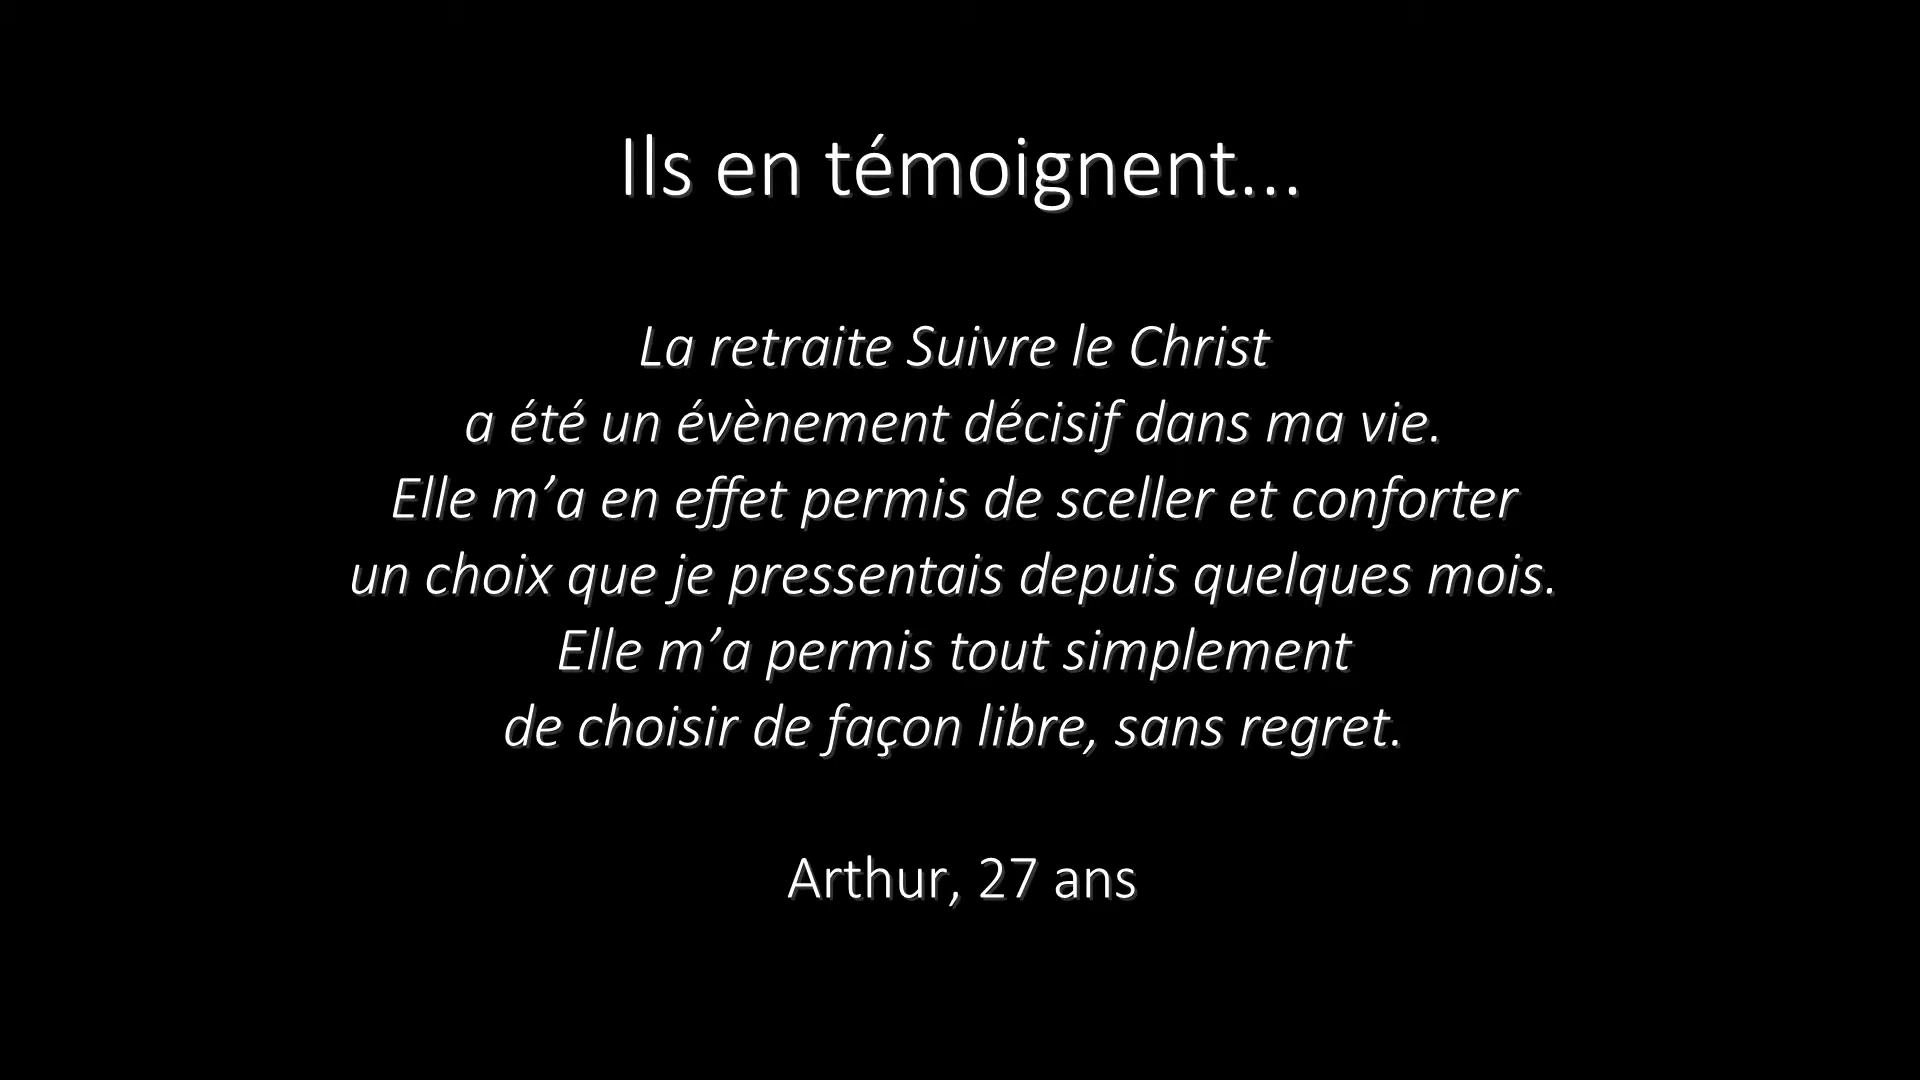 Ils en témoignent...
La retraite Suivre le Christ
a été un évènement décisif dans ma vie.
Elle m’a en effet permis de sceller et conforter
un choix que je pressentais depuis quelques mois.
Elle m’a permis tout simplement
de choisir de façon libre, sans regret.
Arthur, 27 ans